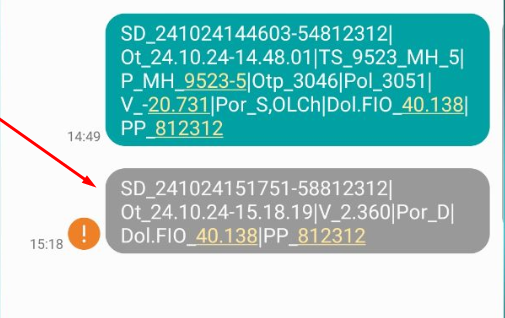 SD_241024144603-54812312|
Ot_24.10.24-14.48.01|TS_9523_MH_5|
P_MH_9523-5|Otp_3046|Pol_3051|
V_-20.731|Por_S,OLCh|Dol.FIO_40.138|
PP_812312
14:49
SD_241024151751-58812312|
Ot_24.10.24-15.18.19|V_2.360|Por_D|
Dol.FIO_40.138|PP_812312
!
15:18